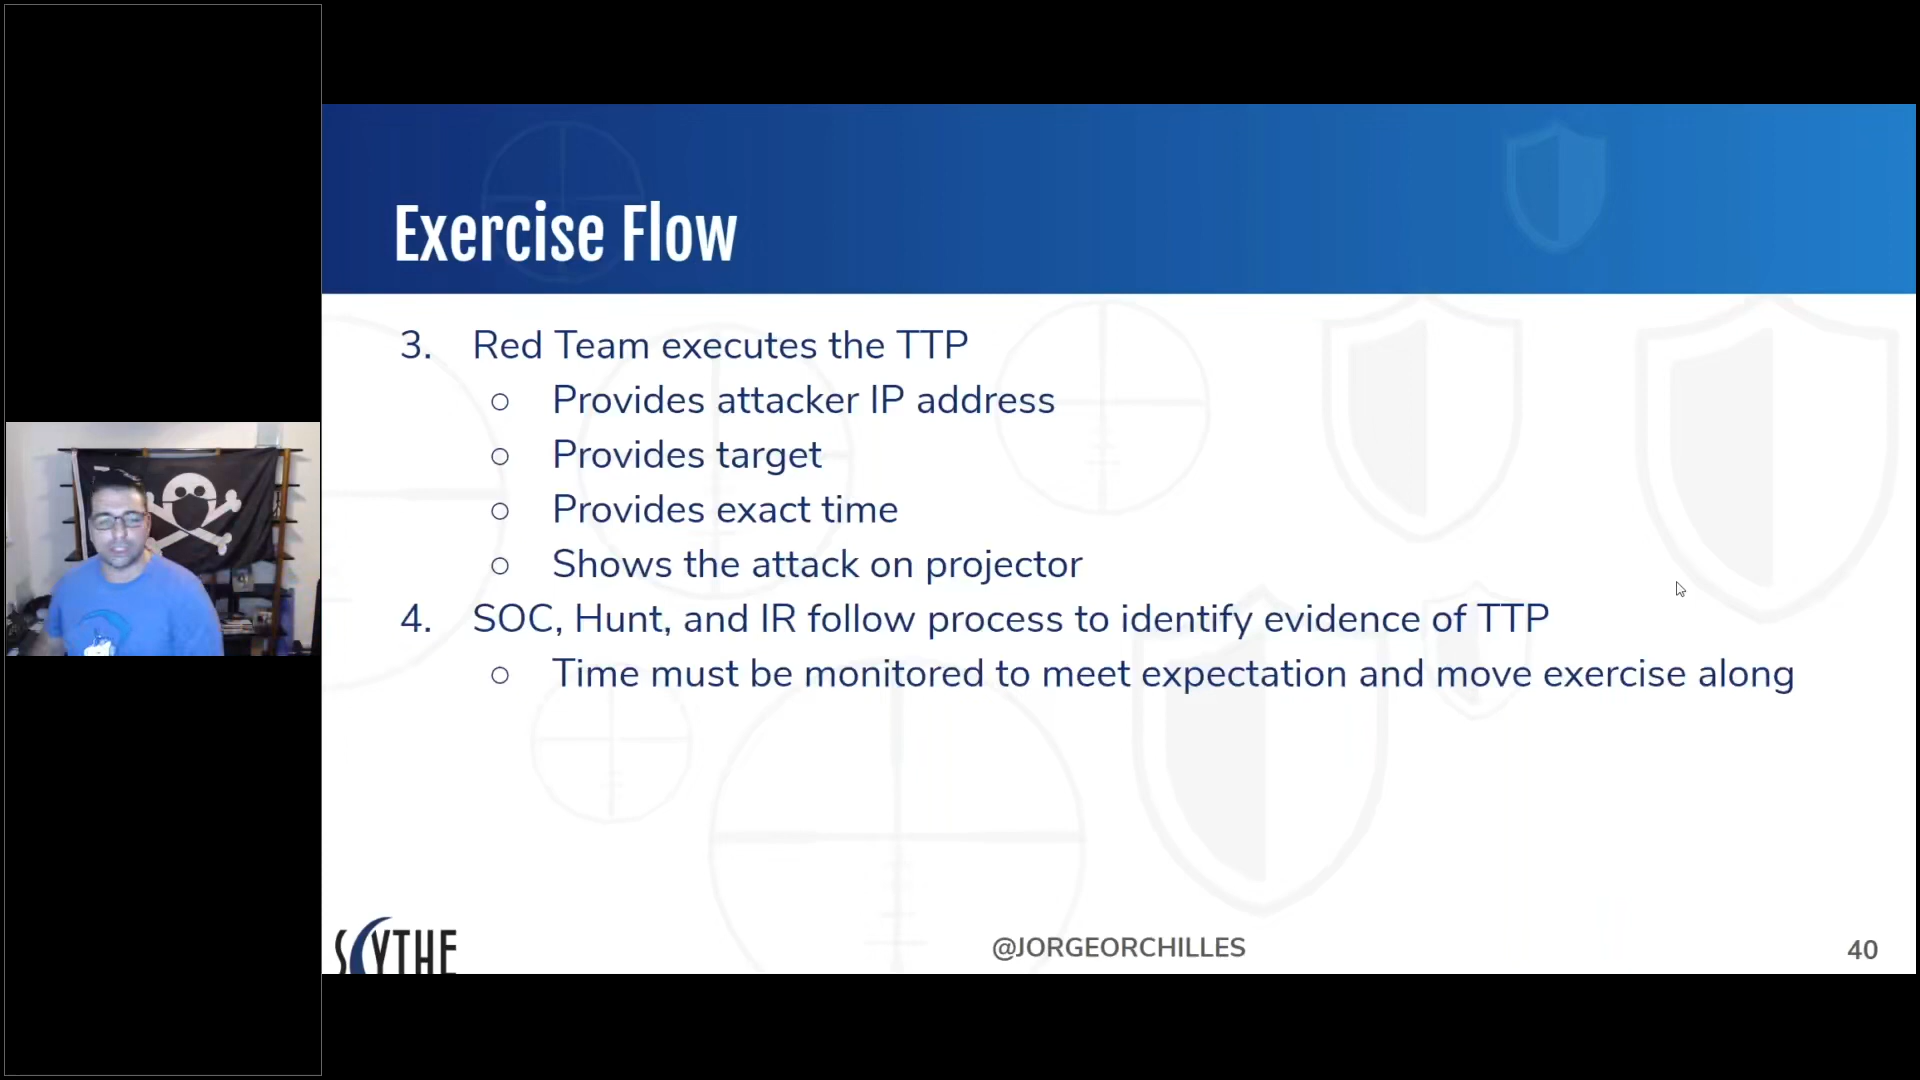 Exercise Flow
3. Red Team executes the TTP
○ Provides attacker IP address
○ Provides target
○ Provides exact time
○ Shows the attack on projector
4. SOC, Hunt, and IR follow process to identify evidence of TTP
○ Time must be monitored to meet expectation and move exercise along
SCYTHE
@JORGEORCHILLES
40